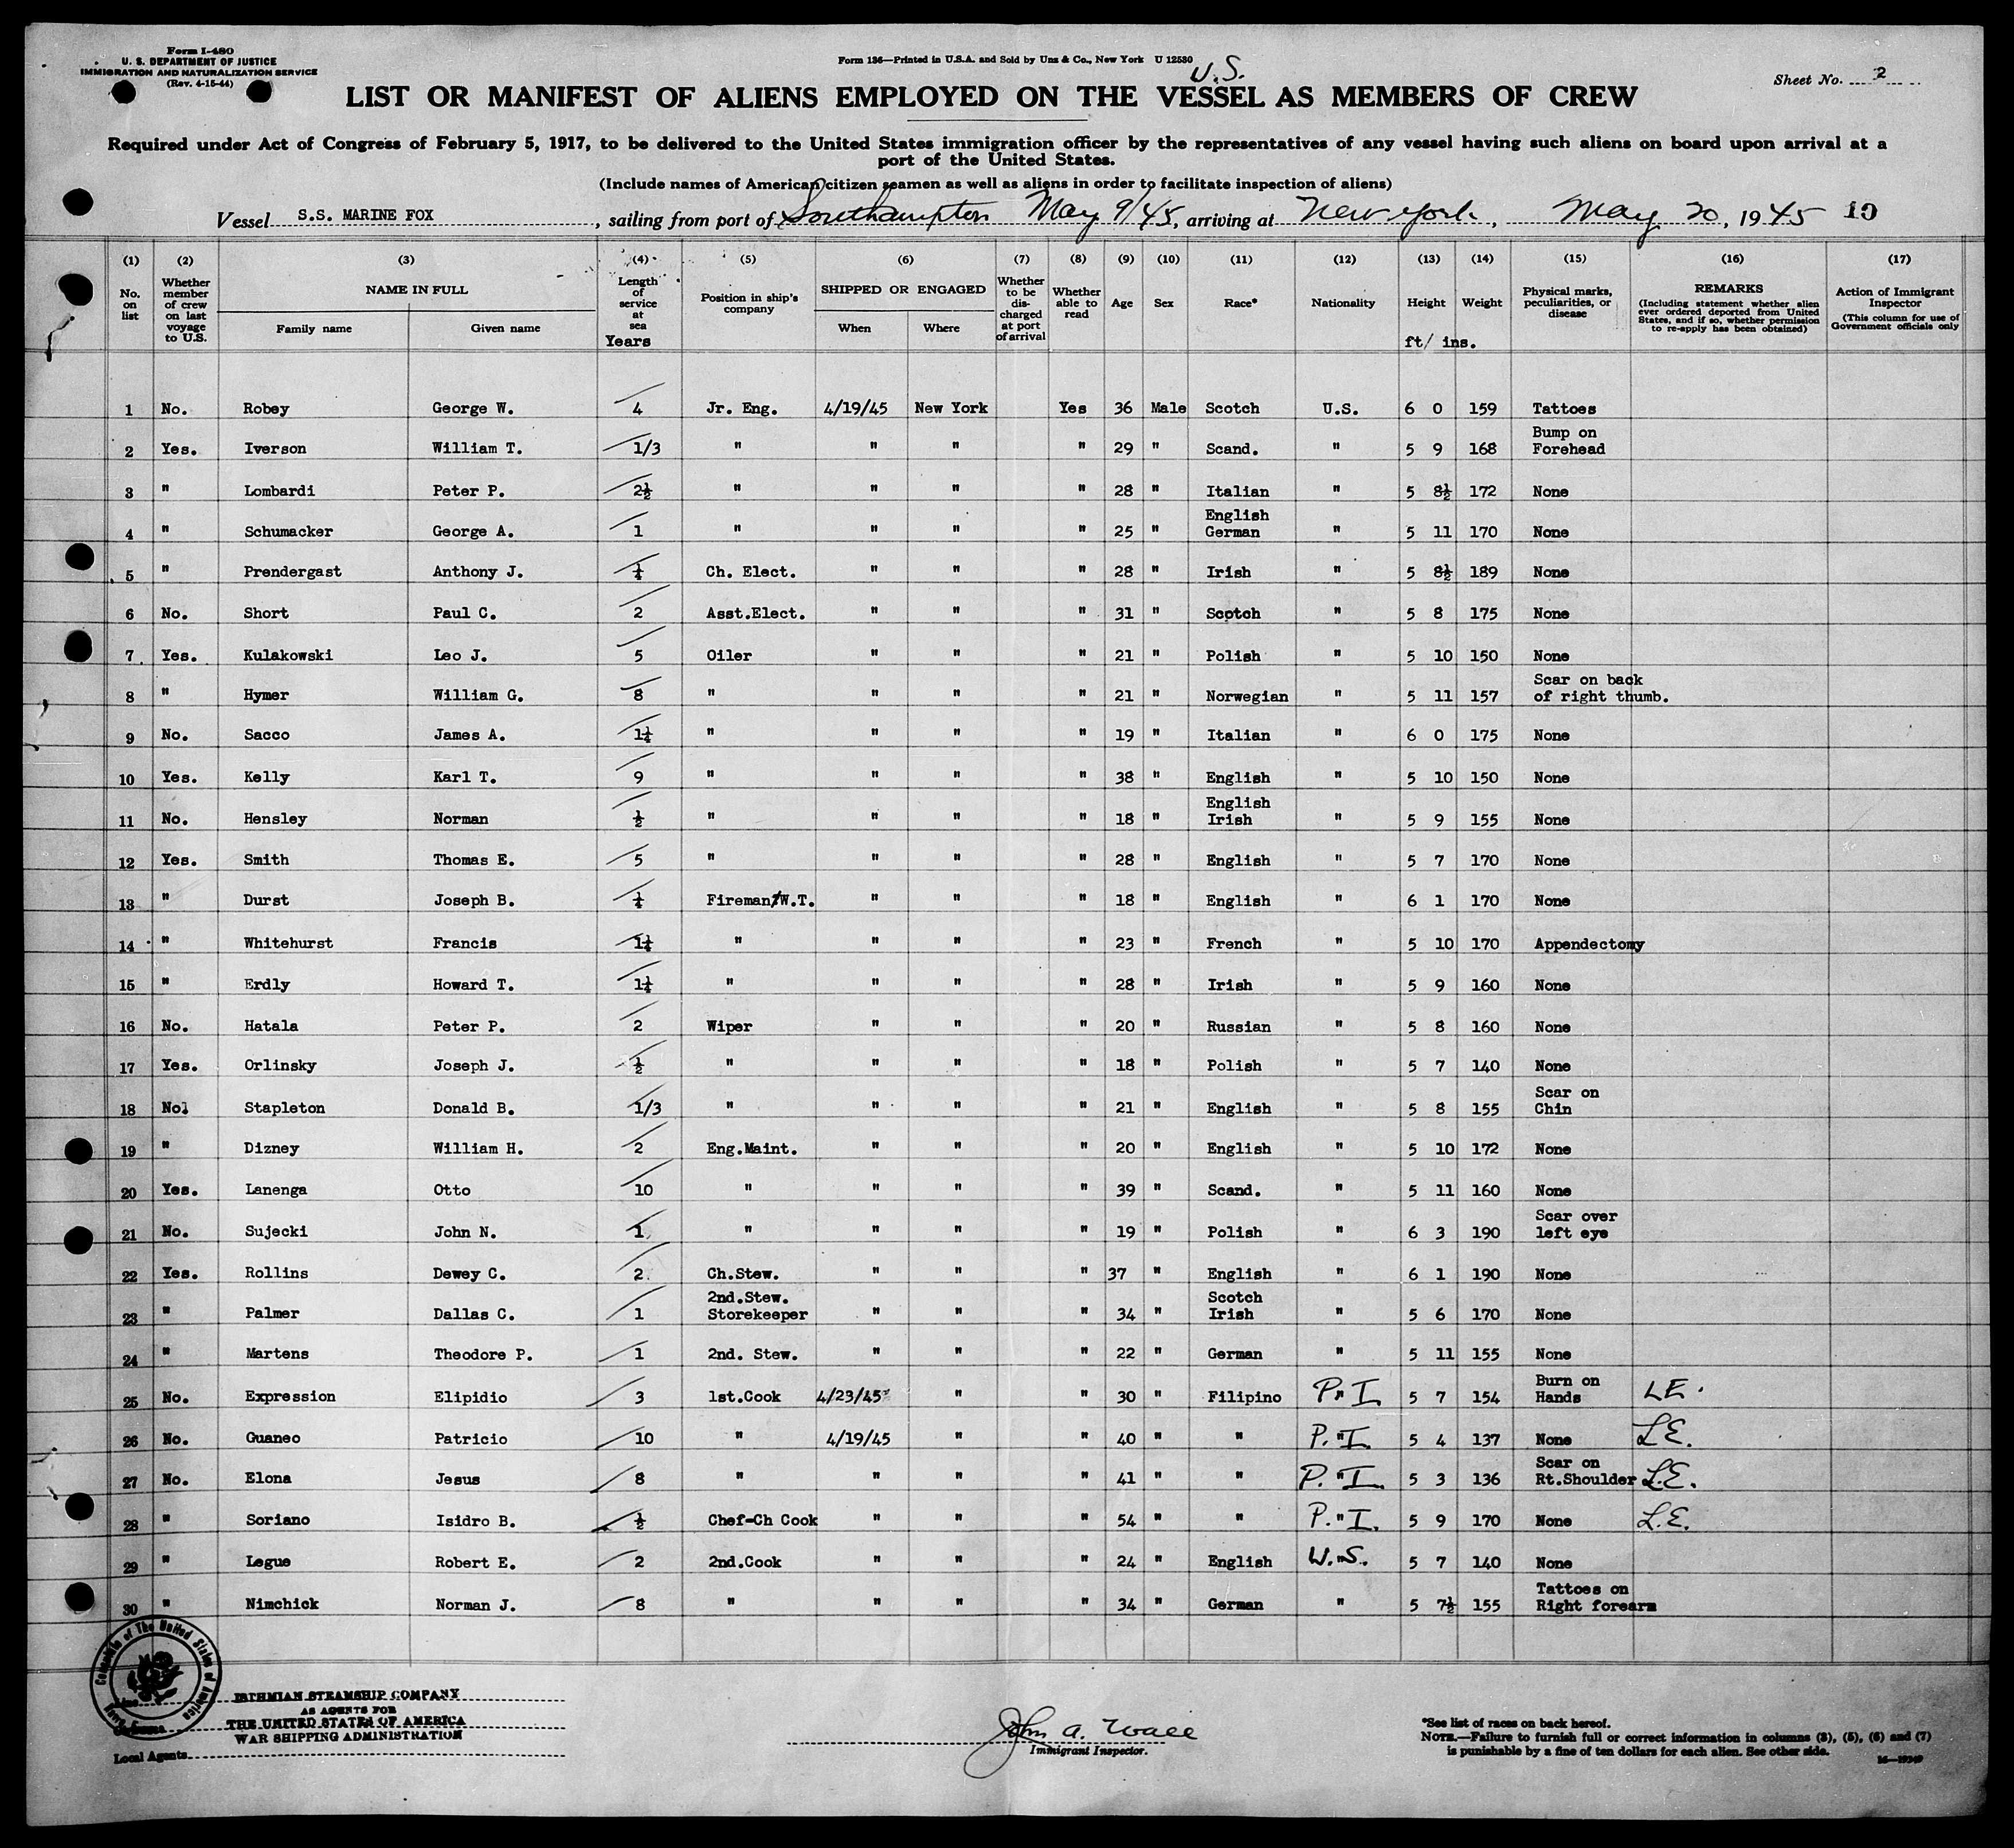 Form I-480
U. S. DEPARTMENT OF JUSTICE
IMMIGRATION AND NATURALIZATION SERVICE
(Rev. 4-15-44)
Form 136—Printed in U.S.A. and Sold by Unz & Co., New York U 12530
U.S.
Sheet No. 2
LIST OR MANIFEST OF ALIENS EMPLOYED ON THE VESSEL AS MEMBERS OF CREW
Required under Act of Congress of February 5, 1917, to be delivered to the United States immigration officer by the representatives of any vessel having such aliens on board upon arrival at a
port of the United States.
(Include names of American citizen seamen as well as aliens in order to facilitate inspection of aliens)
Vessel S.S. MARINE FOX, sailing from port of Southampton May 9/45, arriving at New York, May 20, 1945 10
(1) (2) (3) (4) (5) (6) (7) (8) (9) (10) (11) (12) (13) (14) (15) (16) (17)
No. on list
Whether member of crew on last voyage to U.S.
NAME IN FULL
Family name
Given name
Length of service at sea
Years
Position in ship's company
SHIPPED OR ENGAGED
When
Where
Whether to be discharged at port of arrival
Whether able to read
Age
Sex
Race*
Nationality
Height
ft/ ins.
Weight
Physical marks, peculiarities, or disease
REMARKS
(Including statement whether alien ever ordered deported from United States, and if so, whether permission to re-apply has been obtained)
Action of Immigrant Inspector
(This column for use of Government officials only
1 No. Robey George W. 4 Jr. Eng. 4/19/45 New York Yes 36 Male Scotch U.S. 6 0 159 Tattoes
2 Yes. Iverson William T. 1/3 " " " " 29 " Scand. " 5 9 168 Bump on Forehead
3 " Lombardi Peter P. 2½ " " " " 28 " Italian " 5 8½ 172 None
4 " Schumacker George A. 1 " " " " 25 " English German " 5 11 170 None
5 " Prendergast Anthony J. ¼ Ch. Elect. " " " 28 " Irish " 5 8½ 189 None
6 No. Short Paul C. 2 Asst.Elect. " " " 31 " Scotch " 5 8 175 None
7 Yes. Kulakowski Leo J. 5 Oiler " " " 21 " Polish " 5 10 150 None
8 " Hymer William G. 8 " " " " 21 " Norwegian " 5 11 157 Scar on back of right thumb.
9 No. Sacco James A. 1¼ " " " " 19 " Italian " 6 0 175 None
10 Yes. Kelly Karl T. 9 " " " " 38 " English " 5 10 150 None
11 No. Hensley Norman ½ " " " " 18 " English Irish " 5 9 155 None
12 Yes. Smith Thomas E. 5 " " " " 28 " English " 5 7 170 None
13 " Durst Joseph B. ¼ Fireman/W.T. " " " 18 " English " 6 1 170 None
14 " Whitehurst Francis 1¼ " " " " 23 " French " 5 10 170 Appendectomy
15 " Erdly Howard T. 1¼ " " " " 28 " Irish " 5 9 160 None
16 No. Hatala Peter P. 2 Wiper " " " 20 " Russian " 5 8 160 None
17 Yes. Orlinsky Joseph J. ½ " " " " 18 " Polish " 5 7 140 None
18 No. Stapleton Donald B. 1/3 " " " " 21 " English " 5 8 155 Scar on Chin
19 " Dizney William H. 2 Eng.Maint. " " " 20 " English " 5 10 172 None
20 Yes. Lanenga Otto 10 " " " " 39 " Scand. " 5 11 160 None
21 No. Sujecki John N. 1 " " " " 19 " Polish " 6 3 190 Scar over left eye
22 Yes. Rollins Dewey C. 2 Ch.Stew. " " " 37 " English " 6 1 190 None
23 " Palmer Dallas C. 1 2nd.Stew. Storekeeper " " " 34 " Scotch Irish " 5 6 170 None
24 " Martens Theodore P. 1 2nd. Stew. " " " 22 " German " 5 11 155 None
25 No. Expression Elipidio 3 1st.Cook 4/23/45 " " 30 " Filipino P.I. 5 7 154 Burn on Hands L.E.
26 No. Guaneo Patricio 10 " 4/19/45 " " 40 " " P.I. 5 4 137 None L.E.
27 No. Elona Jesus 8 " " " " 41 " " P.I. 5 3 136 Scar on Rt.Shoulder L.E.
28 " Soriano Isidro B. ½ Chef-Ch Cook " " " 54 " " P.I. 5 9 170 None L.E.
29 " Legue Robert E. 2 2nd.Cook " " " 24 " English U.S. 5 7 140 None
30 " Nimchick Norman J. 8 " " " " 34 " German " 5 7½ 155 Tattoes on Right forearm
ISTHMIAN STEAMSHIP COMPANY
AS AGENTS FOR
THE UNITED STATES OF AMERICA
WAR SHIPPING ADMINISTRATION
Local Agents
John A. Wall
Immigrant Inspector.
*See list of races on back hereof.
NOTE.—Failure to furnish full or correct information in columns (3), (5), (6) and (7)
is punishable by a fine of ten dollars for each alien. See other side.